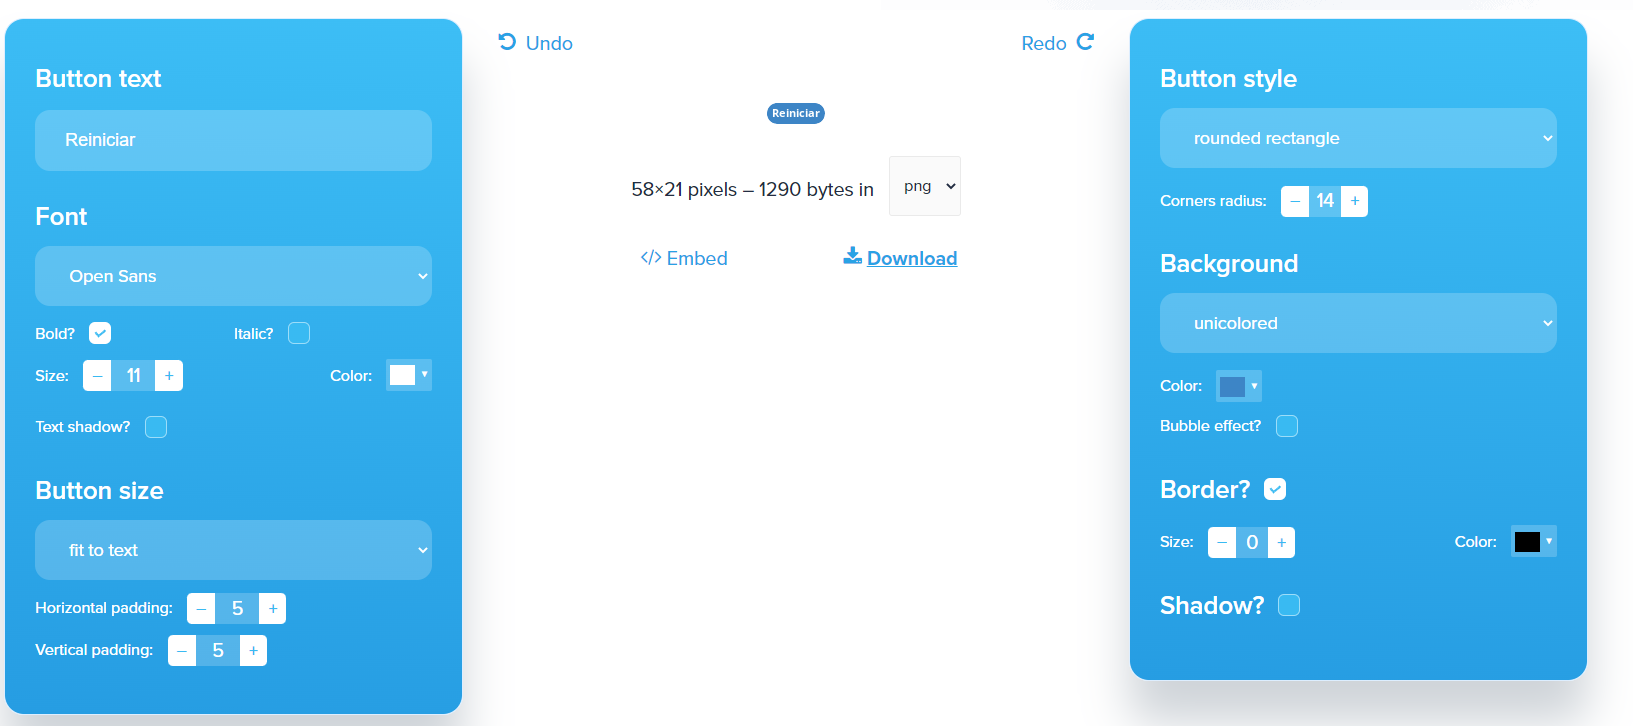 Button text
Reiniciar
Font
Open Sans
Bold?
Italic?
Size: – 11 +
Color:
Text shadow?
Button size
fit to text
Horizontal padding: – 5 +
Vertical padding: – 5 +
Undo
Redo
Reiniciar
58×21 pixels – 1290 bytes in png
</> Embed
Download
Button style
rounded rectangle
Corners radius: – 14 +
Background
unicolored
Color:
Bubble effect?
Border?
Size: – 0 +
Color:
Shadow?